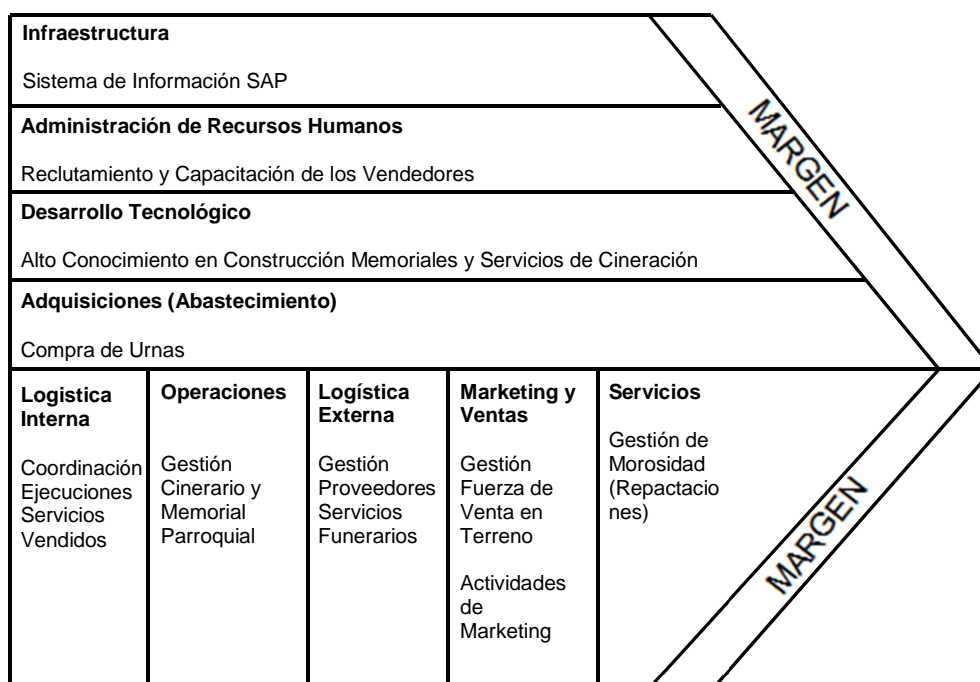 Infraestructura
Sistema de Información SAP
Administración de Recursos Humanos
Reclutamiento y Capacitación de los Vendedores
Desarrollo Tecnológico
Alto Conocimiento en Construcción Memoriales y Servicios de Cineración
Adquisiciones (Abastecimiento)
Compra de Urnas
MARGEN
Logistica
Interna
Coordinación
Ejecuciones
Servicios
Vendidos
Operaciones
Gestión
Cinerario y
Memorial
Parroquial
Logística
Externa
Gestión
Proveedores
Servicios
Funerarios
Marketing y
Ventas
Gestión
Fuerza de
Venta en
Terreno
Actividades
de
Marketing
Servicios
Gestión de
Morosidad
(Repactacio
nes)
MARGEN